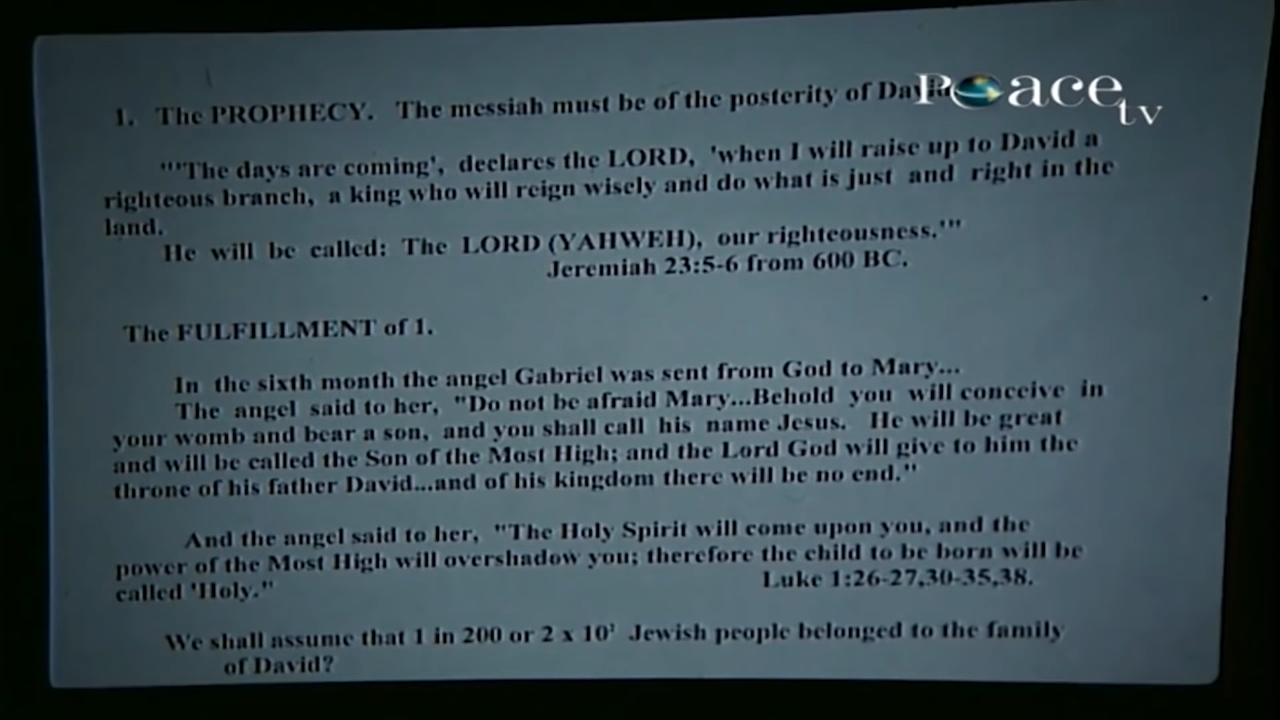 1. The PROPHECY. The messiah must be of the posterity of David
Peace tv
"'The days are coming', declares the LORD, 'when I will raise up to David a
righteous branch, a king who will reign wisely and do what is just and right in the
land.
He will be called: The LORD (YAHWEH), our righteousness.'"
Jeremiah 23:5-6 from 600 BC.
The FULFILLMENT of 1.
In the sixth month the angel Gabriel was sent from God to Mary...
The angel said to her, "Do not be afraid Mary...Behold you will conceive in
your womb and bear a son, and you shall call his name Jesus. He will be great
and will be called the Son of the Most High; and the Lord God will give to him the
throne of his father David...and of his kingdom there will be no end."
And the angel said to her, "The Holy Spirit will come upon you, and the
power of the Most High will overshadow you; therefore the child to be born will be
called 'Holy."
Luke 1:26-27,30-35,38.
We shall assume that 1 in 200 or 2 x 10² Jewish people belonged to the family
of David?